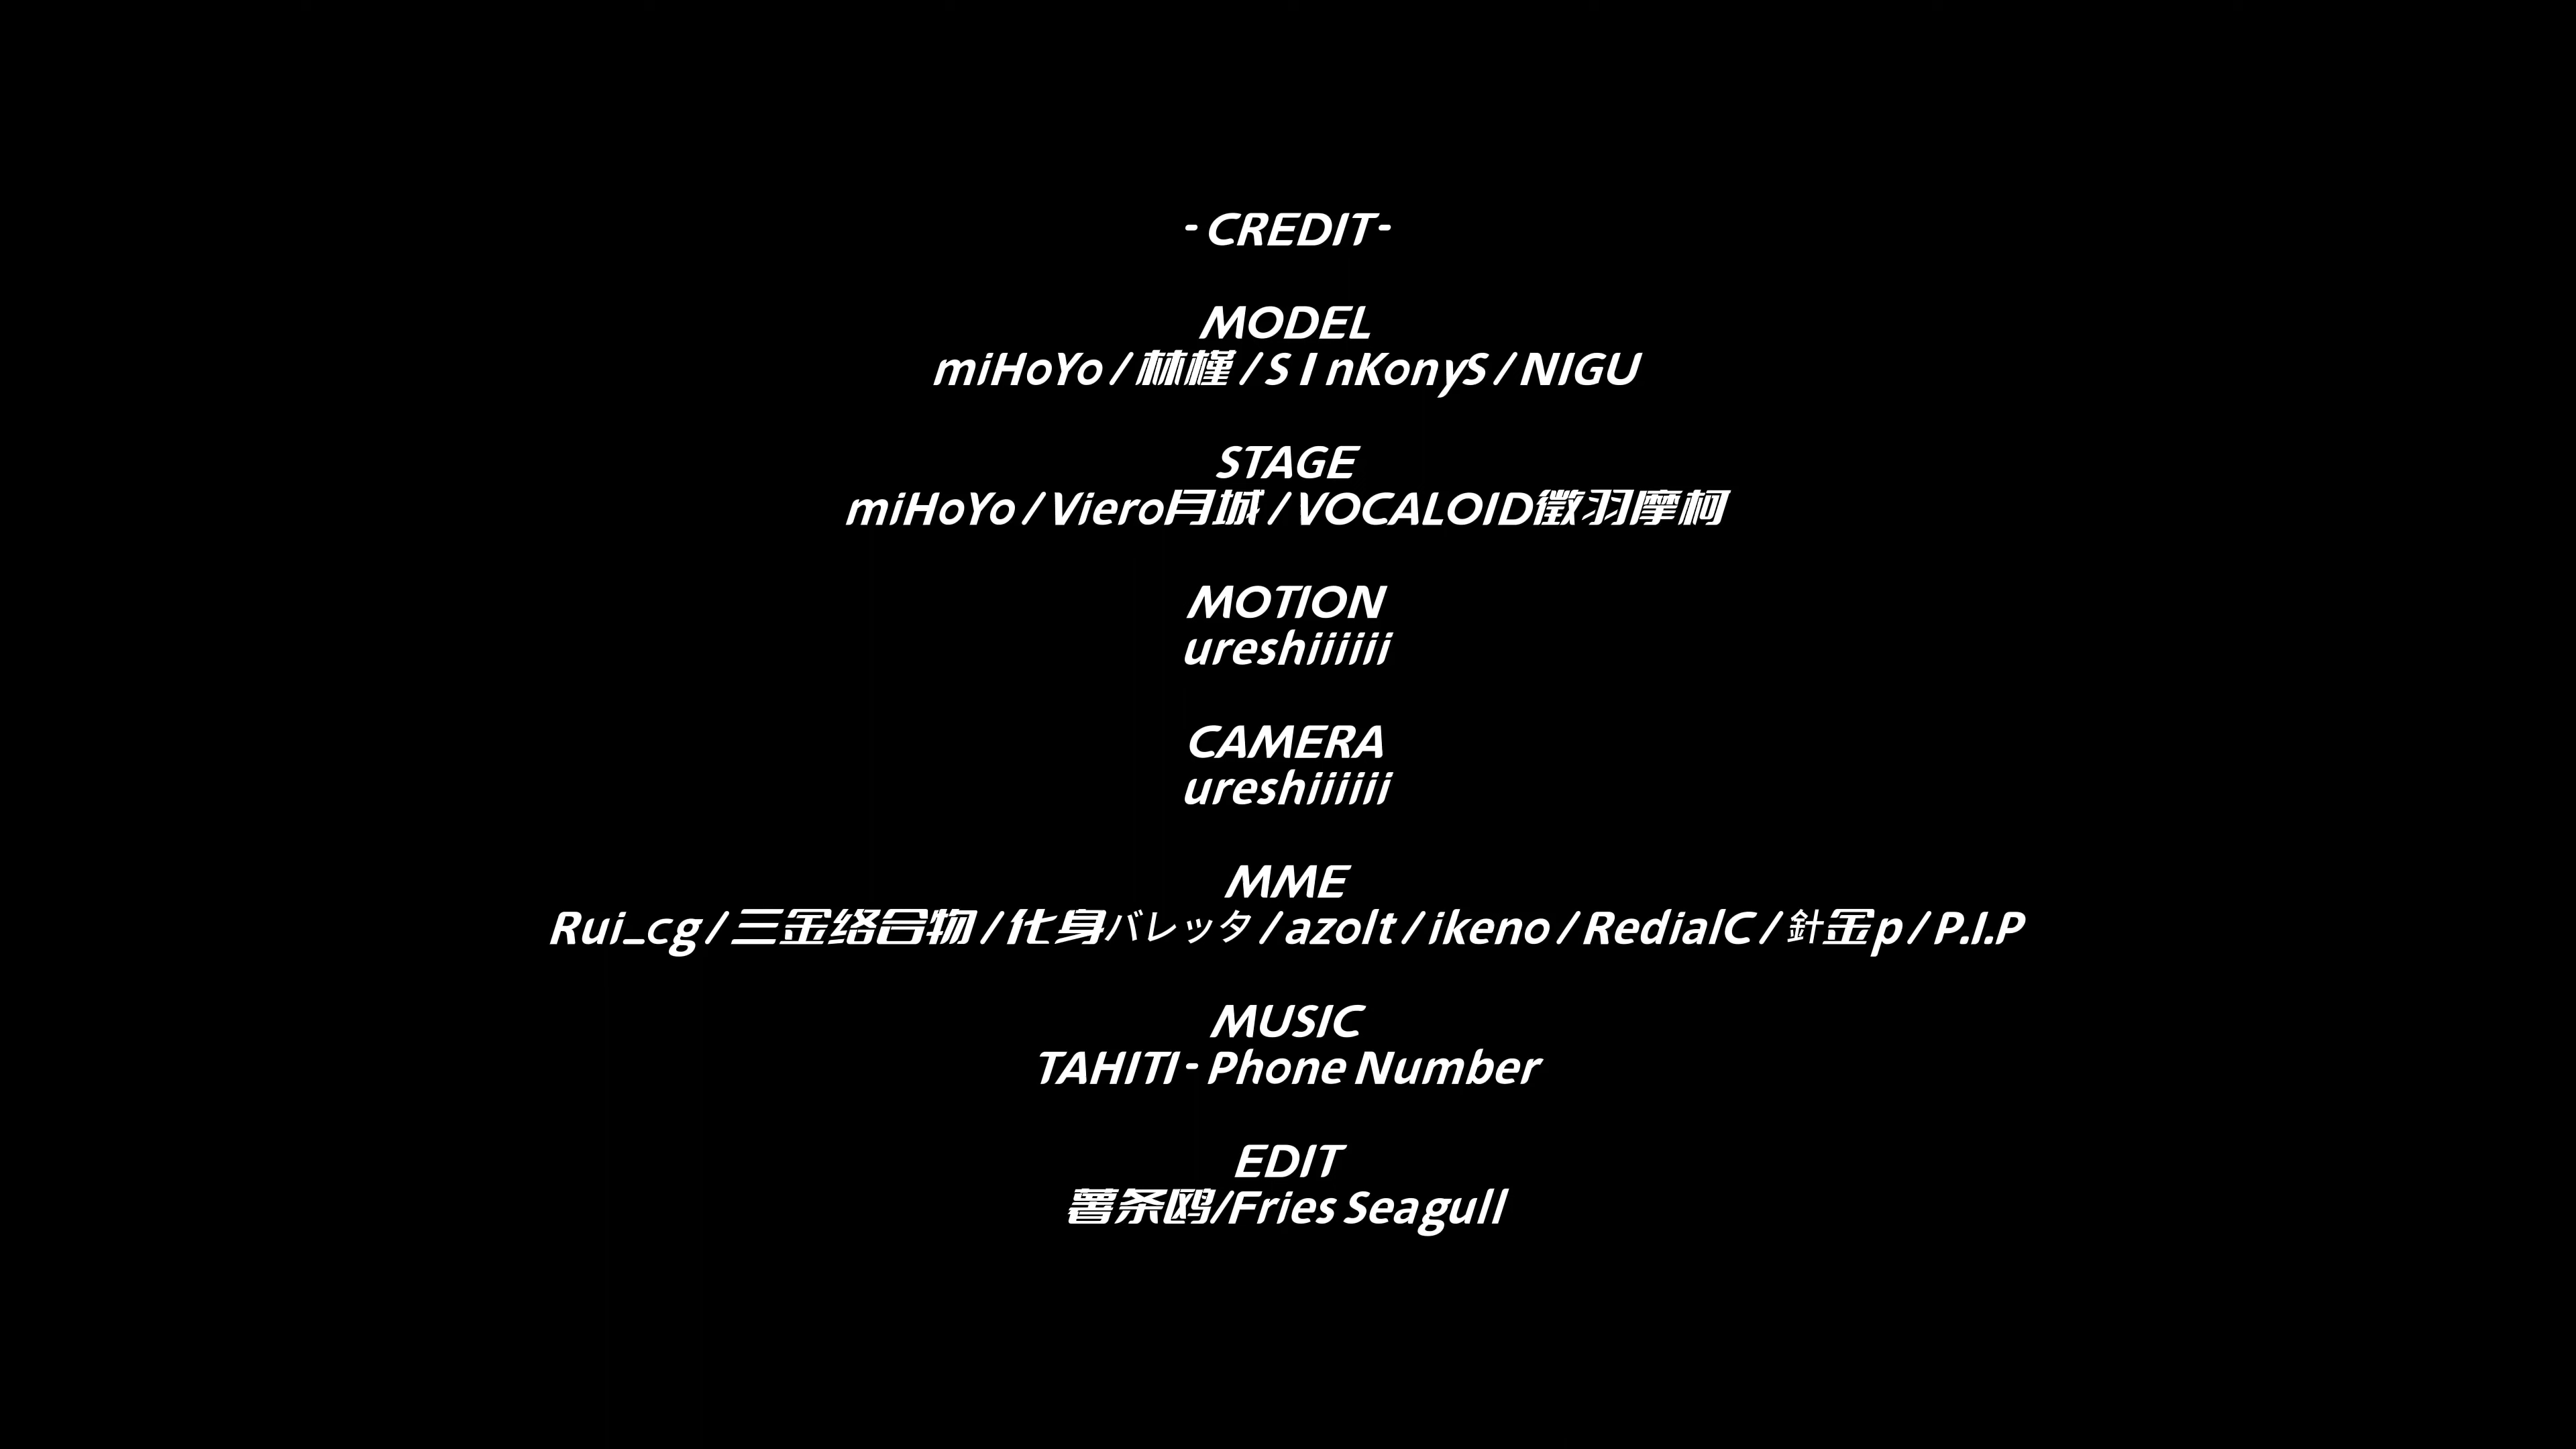 - CREDIT-
MODEL
miHoYo / 林槿 / S I nKonyS / NIGU
STAGE
miHoYo / Viero月城 / VOCALOID徵羽摩柯
MOTION
ureshiiiiii
CAMERA
ureshiiiiii
MME
Rui_cg / 三金络合物 / 化身バレッタ / azolt / ikeno / RedialC / 針金p / P.I.P
MUSIC
TAHITI - Phone Number
EDIT
薯条鸥/Fries Seagull